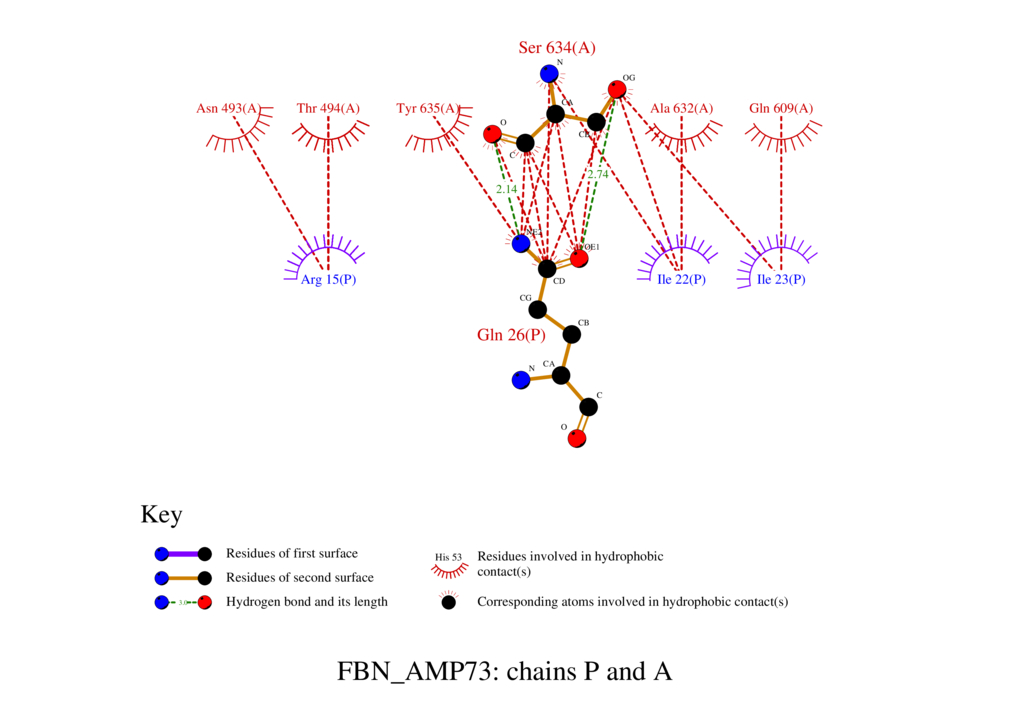 Ser 634(A)
N
OG
Asn 493(A)
Thr 494(A)
Tyr 635(A)
CA
Ala 632(A)
Gln 609(A)
O
CB
C
2.74
2.14
NE2
OE1
Arg 15(P)
CD
Ile 22(P)
Ile 23(P)
CG
CB
Gln 26(P)
N
CA
C
O
Key
Residues of first surface
Residues of second surface
3.0
Hydrogen bond and its length
His 53
Residues involved in hydrophobic
contact(s)
Corresponding atoms involved in hydrophobic contact(s)
FBN_AMP73: chains P and A